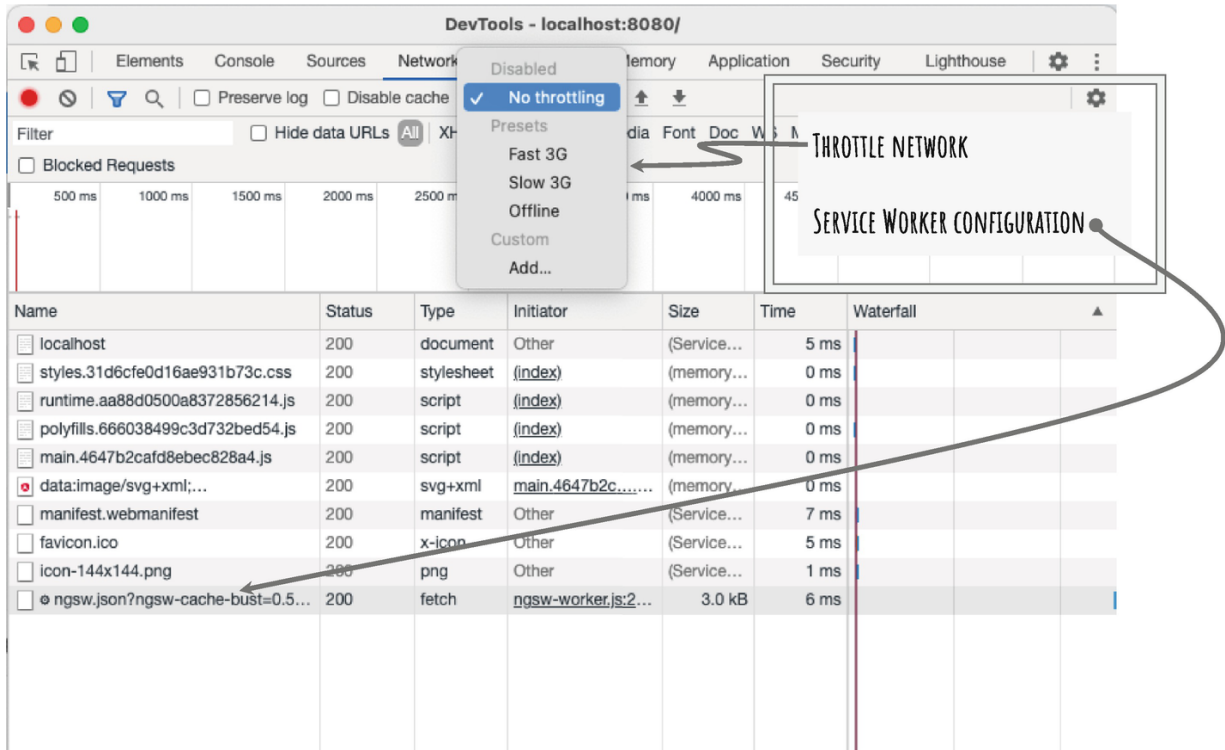 DevTools - localhost:8080/
Elements Console Sources Network Memory Application Security Lighthouse
Preserve log Disable cache
Disabled
✓ No throttling
Presets
Fast 3G
Slow 3G
Offline
Custom
Add...
Filter Hide data URLs All Font Doc
Blocked Requests
500 ms 1000 ms 1500 ms 2000 ms 2500 m ms 4000 ms 45
THROTTLE NETWORK
SERVICE WORKER CONFIGURATION
Name Status Type Initiator Size Time Waterfall
localhost 200 document Other (Service... 5 ms
styles.31d6cfe0d16ae931b73c.css 200 stylesheet (index) (memory... 0 ms
runtime.aa88d0500a8372856214.js 200 script (index) (memory... 0 ms
polyfills.666038499c3d732bed54.js 200 script (index) (memory... 0 ms
main.4647b2cafd8ebec828a4.js 200 script (index) (memory... 0 ms
data:image/svg+xml;... 200 svg+xml main.4647b2c...... (memory... 0 ms
manifest.webmanifest 200 manifest Other (Service... 7 ms
favicon.ico 200 x-icon Other (Service... 5 ms
icon-144x144.png 200 png Other (Service... 1 ms
ngsw.json?ngsw-cache-bust=0.5... 200 fetch ngsw-worker.js:2... 3.0 kB 6 ms